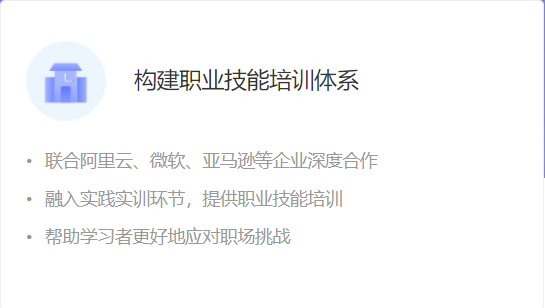 构建职业技能培训体系
• 联合阿里云、微软、亚马逊等企业深度合作
• 融入实践实训环节，提供职业技能培训
• 帮助学习者更好地应对职场挑战